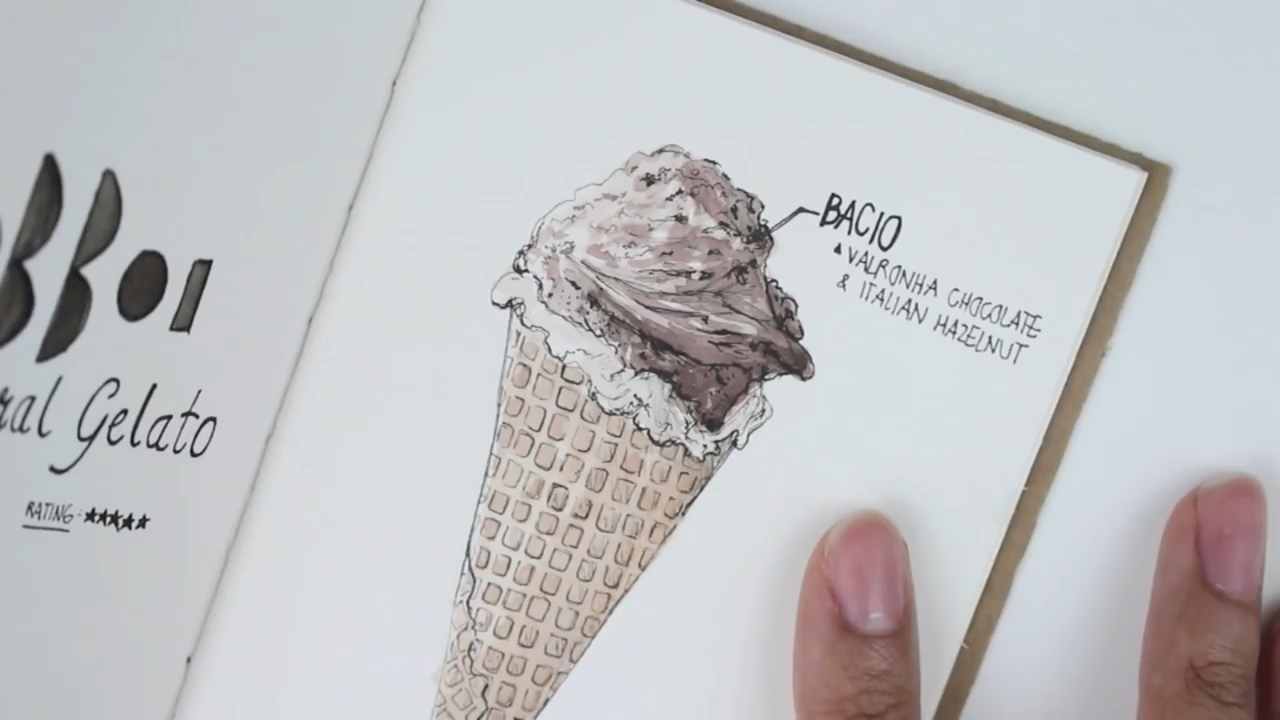 ral Gelato
RATING: ★★★★★
BACIO
▲ VALRONHA CHOCOLATE
& ITALIAN HAZELNUT